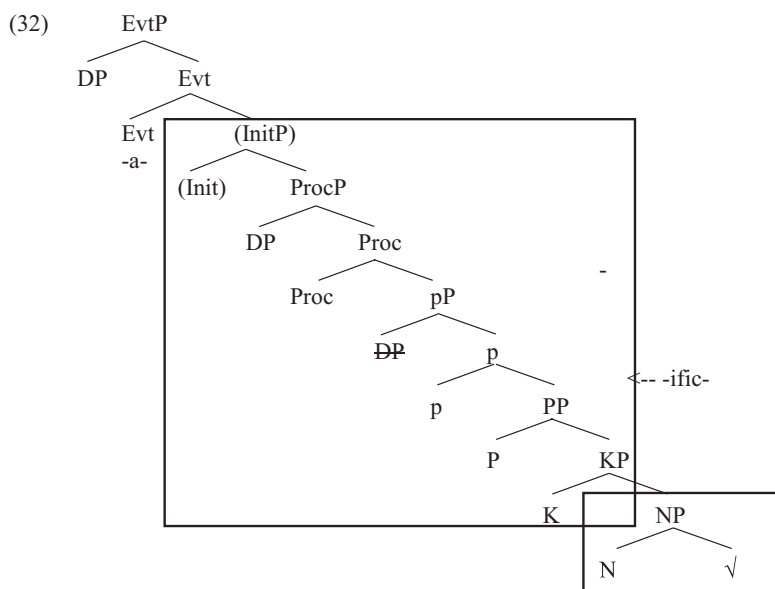 (32) EvtP
DP Evt
Evt (InitP)
-a- (Init) ProcP
DP Proc
-
Proc pP
DP p
<-- -ific-
p PP
P KP
K NP
N √